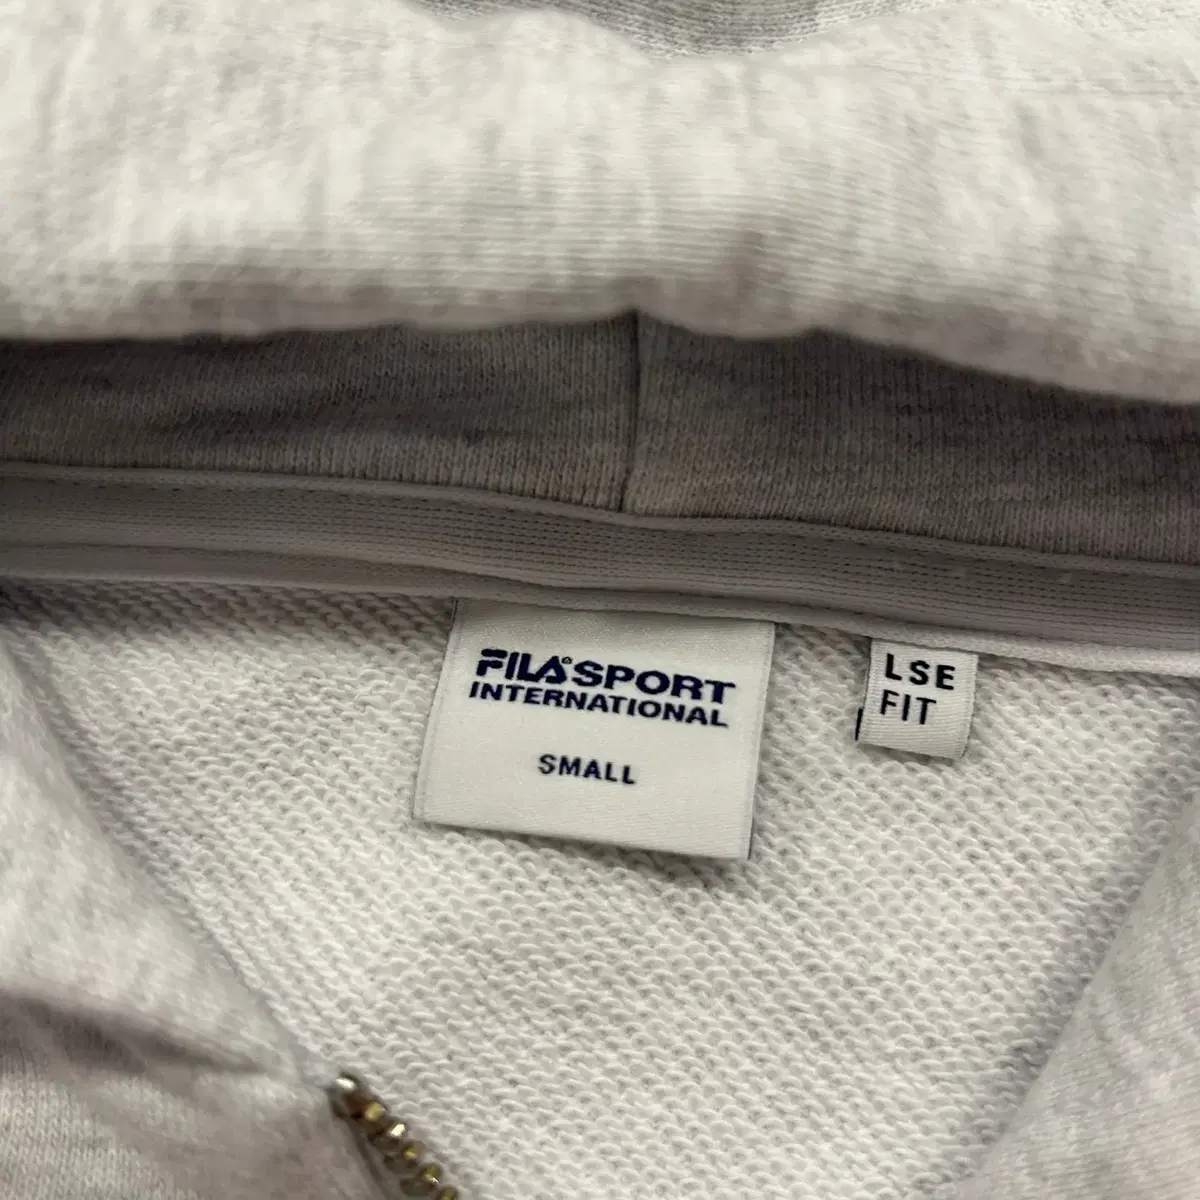 FILA® SPORT
INTERNATIONAL
SMALL
LSE
FIT